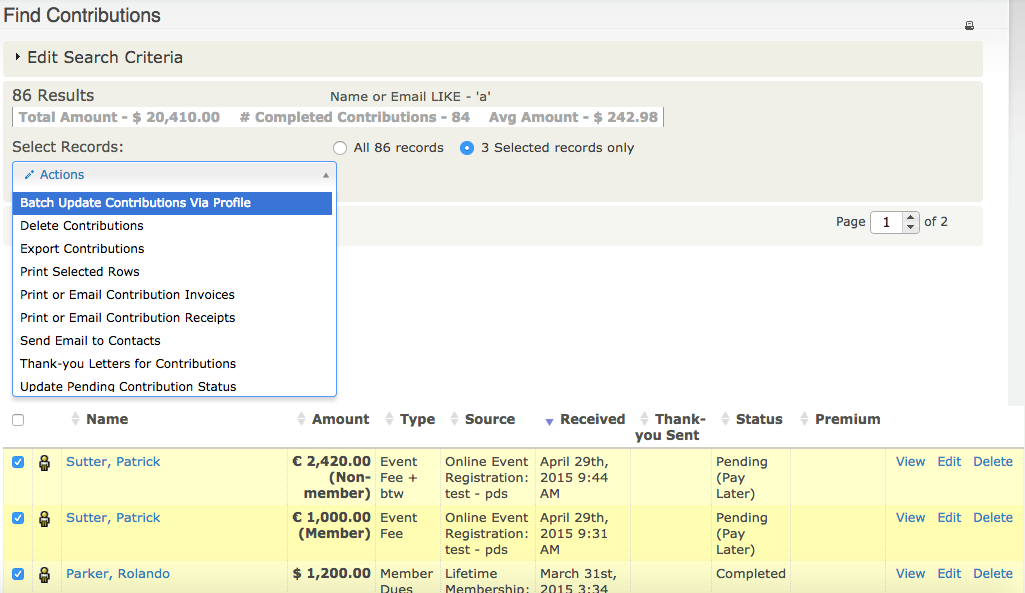 Find Contributions
Edit Search Criteria
86 Results Name or Email LIKE - 'a'
Total Amount - $ 20,410.00 # Completed Contributions - 84 Avg Amount - $ 242.98
Select Records: All 86 records 3 Selected records only
Actions
Batch Update Contributions Via Profile
Delete Contributions
Export Contributions
Print Selected Rows
Print or Email Contribution Invoices
Print or Email Contribution Receipts
Send Email to Contacts
Thank-you Letters for Contributions
Update Pending Contribution Status
Page 1 of 2
Name Amount Type Source Received Thank- Status Premium
you Sent
Sutter, Patrick € 2,420.00 Event Online Event April 29th, Pending View Edit Delete
(Non- Fee + Registration: 2015 9:44 (Pay
member) btw test - pds AM Later)
Sutter, Patrick € 1,000.00 Event Online Event April 29th, Pending View Edit Delete
(Member) Fee Registration: 2015 9:31 (Pay
test - pds AM Later)
Parker, Rolando $ 1,200.00 Member Lifetime March 31st, Completed View Edit Delete
Dues Membership: 2015 3:34